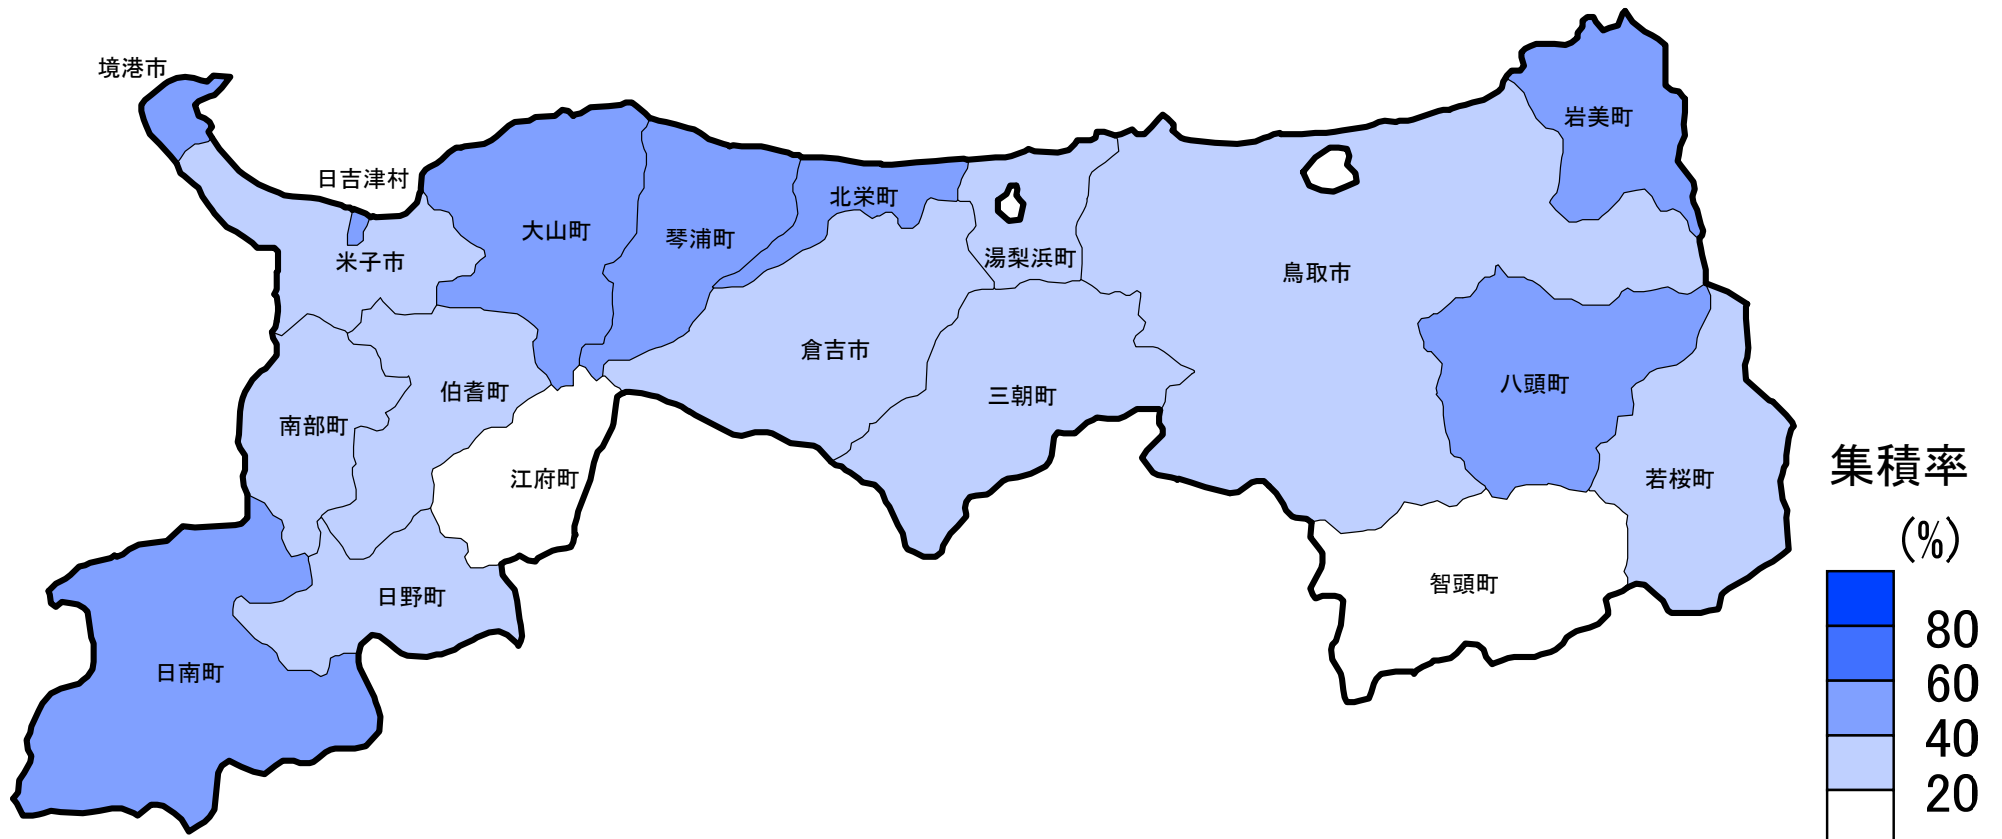 境港市
岩美町
日吉津村
北栄町
大山町
琴浦町
米子市
湯梨浜町
鳥取市
倉吉市
八頭町
伯耆町
三朝町
南部町
江府町
若桜町
智頭町
日野町
日南町
集積率
(%)
80
60
40
20